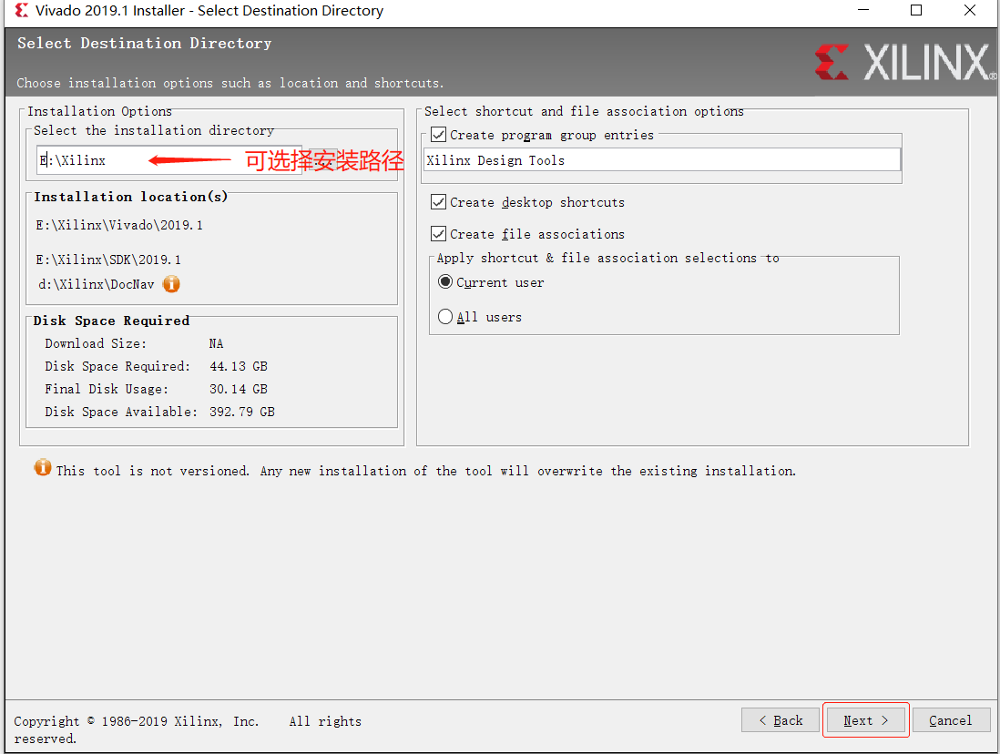 Vivado 2019.1 Installer - Select Destination Directory
Select Destination Directory
Choose installation options such as location and shortcuts.
XILINX®
Installation Options
Select the installation directory
E:\Xilinx
可选择安装路径
Installation location(s)
E:\Xilinx\Vivado\2019.1
E:\Xilinx\SDK\2019.1
d:\Xilinx\DocNav
Disk Space Required
Download Size: NA
Disk Space Required: 44.13 GB
Final Disk Usage: 30.14 GB
Disk Space Available: 392.79 GB
Select shortcut and file association options
Create program group entries
Xilinx Design Tools
Create desktop shortcuts
Create file associations
Apply shortcut & file association selections to
Current user
All users
This tool is not versioned. Any new installation of the tool will overwrite the existing installation.
Copyright © 1986-2019 Xilinx, Inc. All rights
reserved.
< Back
Next >
Cancel